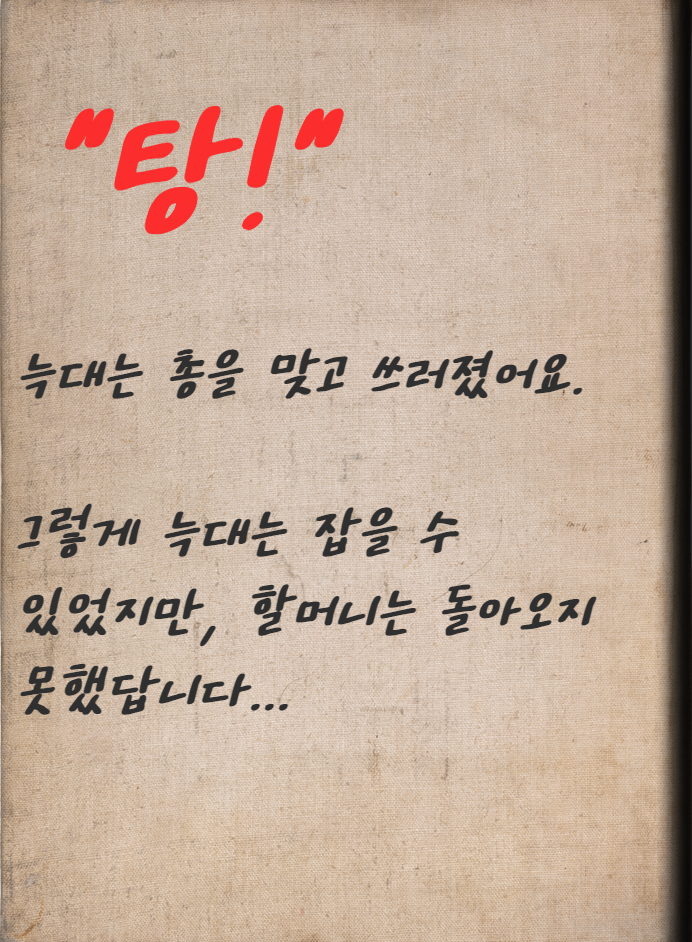 "탕!"
늑대는 총을 맞고 쓰러졌어요.
그렇게 늑대는 잡을 수
있었지만, 할머니는 돌아오지
못했답니다...